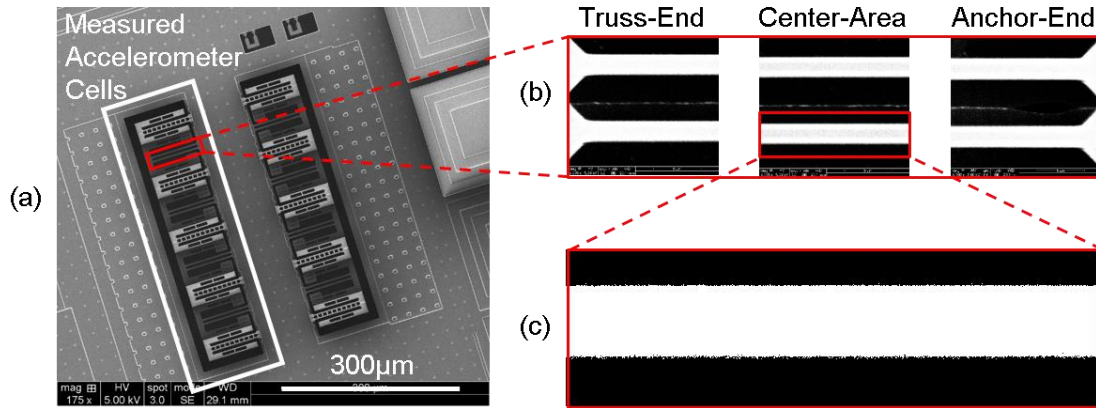 Measured
Accelerometer
Cells
(a)
300µm
mag HV spot mode WD
175 x 5.00 kV 3.0 SE 29.1 mm
Truss-End Center-Area Anchor-End
(b)
(c)